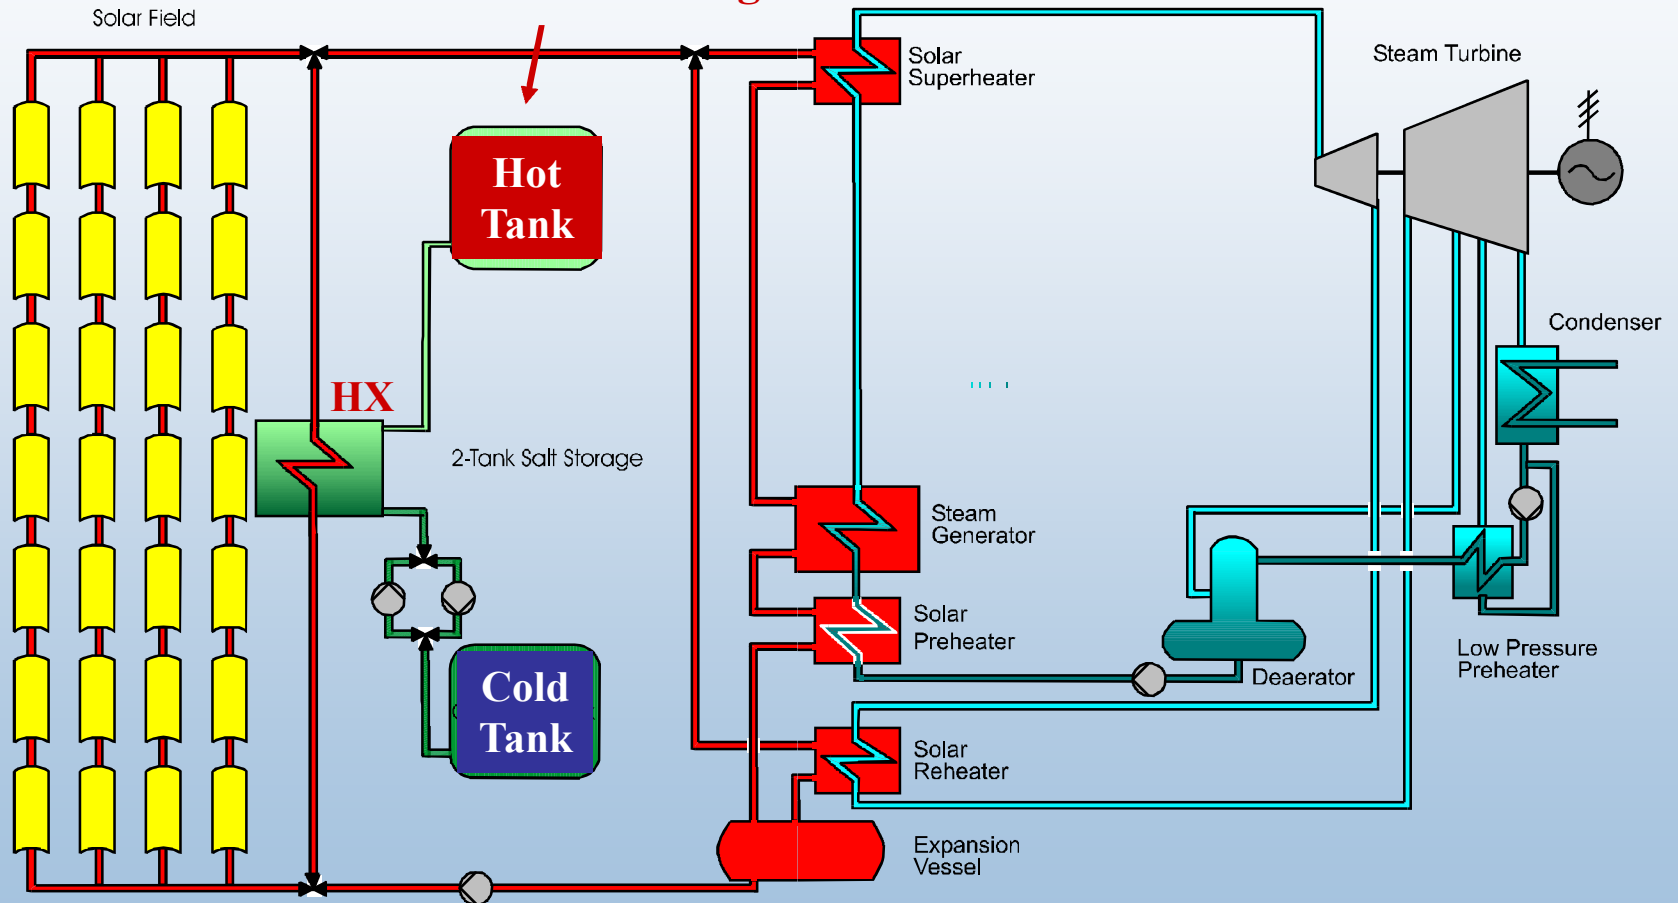 Solar Field
Solar
Superheater
Steam Turbine
Hot
Tank
Condenser
HX
2-Tank Salt Storage
Steam
Generator
Solar
Preheater
Low Pressure
Preheater
Deaerator
Cold
Tank
Solar
Reheater
Expansion
Vessel